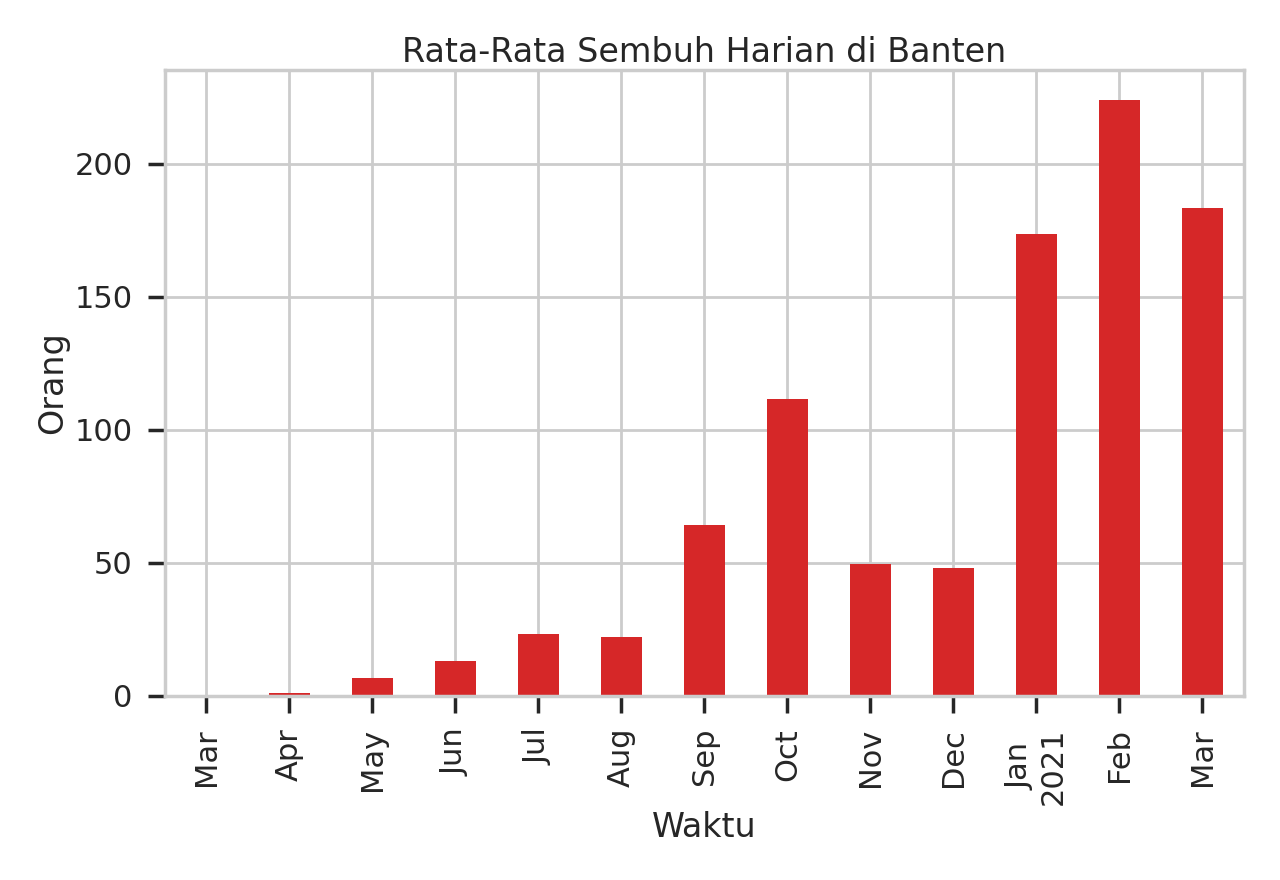 Rata-Rata Sembuh Harian di Banten
200
150
100
50
0
Orang
Mar
Apr
May
Jun
Jul
Aug
Sep
Oct
Nov
Dec
Jan
2021
Feb
Mar
Waktu